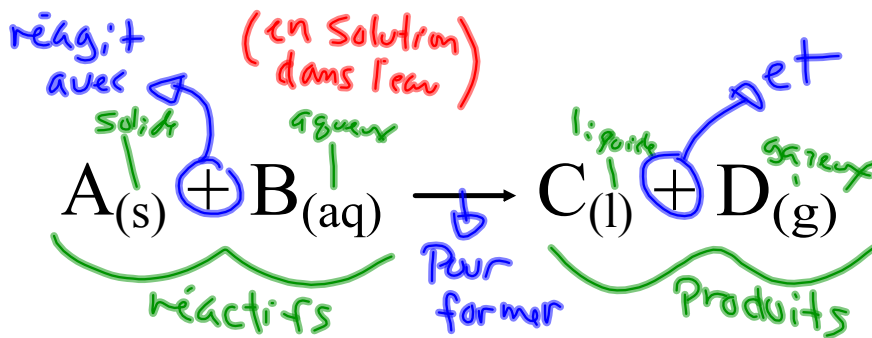 réagit
avec
(en solution
dans l'eau)
solide
aqueux
liquide
et
gazeux
A(s) + B(aq) → C(l) + D(g)
réactifs
Pour
former
Produits